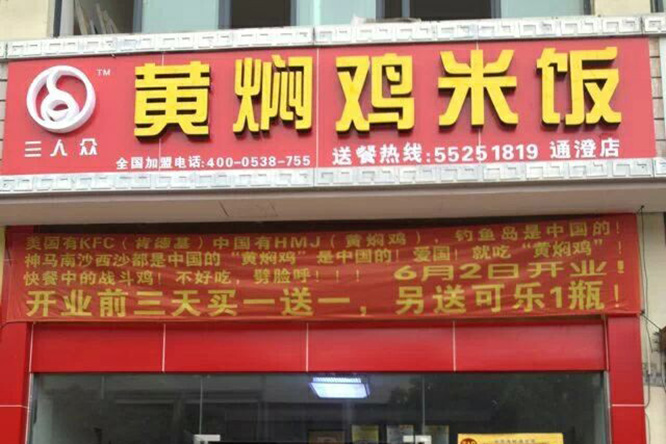 黄焖鸡米饭
TM
三人众
全国加盟电话:400-0538-755
送餐热线:55251819 通澄店
美国有KFC(肯德基)中国有HMJ(黄焖鸡) 钓鱼岛是中国的!
神马南沙西沙都是中国的"黄焖鸡"是中国的!爱国!就吃"黄焖鸡"!
快餐中的战斗鸡!不好吃,劈脸呼!!! 6月2日开业!
开业前三天买一送一,另送可乐1瓶!